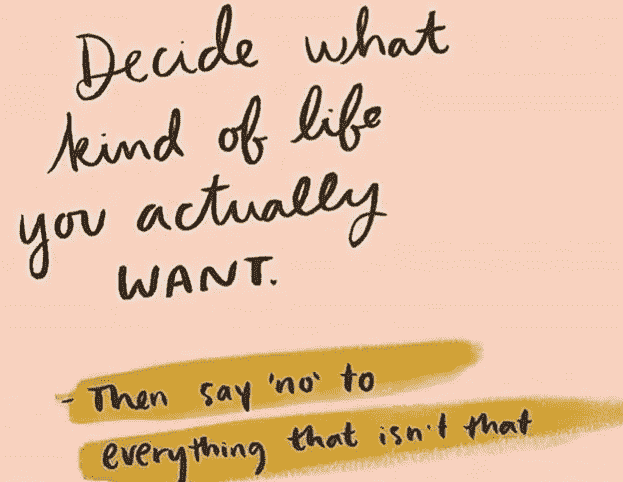 Decide what
kind of life
you actually
WANT.
- Then say 'no' to
everything that isn't that